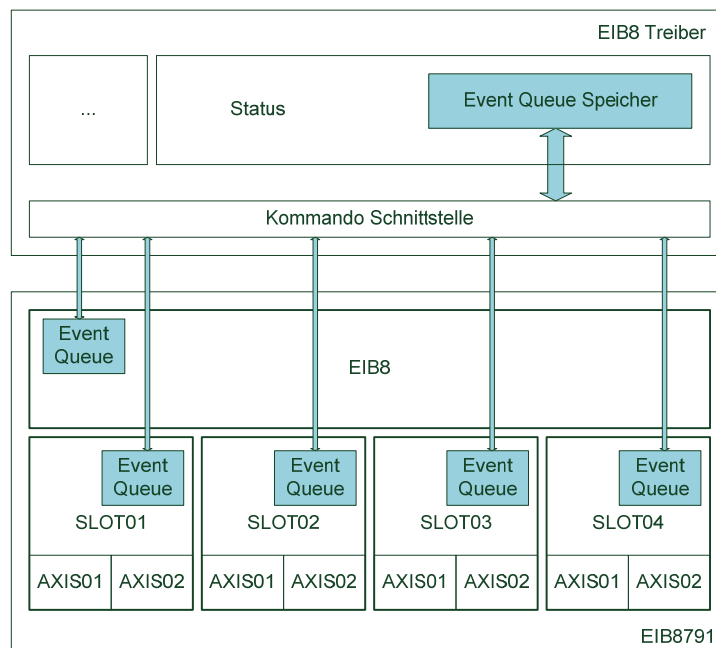 EIB8 Treiber
...
Status
Event Queue Speicher
Kommando Schnittstelle
Event
Queue
EIB8
Event
Queue
SLOT01
AXIS01
AXIS02
Event
Queue
SLOT02
AXIS01
AXIS02
Event
Queue
SLOT03
AXIS01
AXIS02
Event
Queue
SLOT04
AXIS01
AXIS02
EIB8791